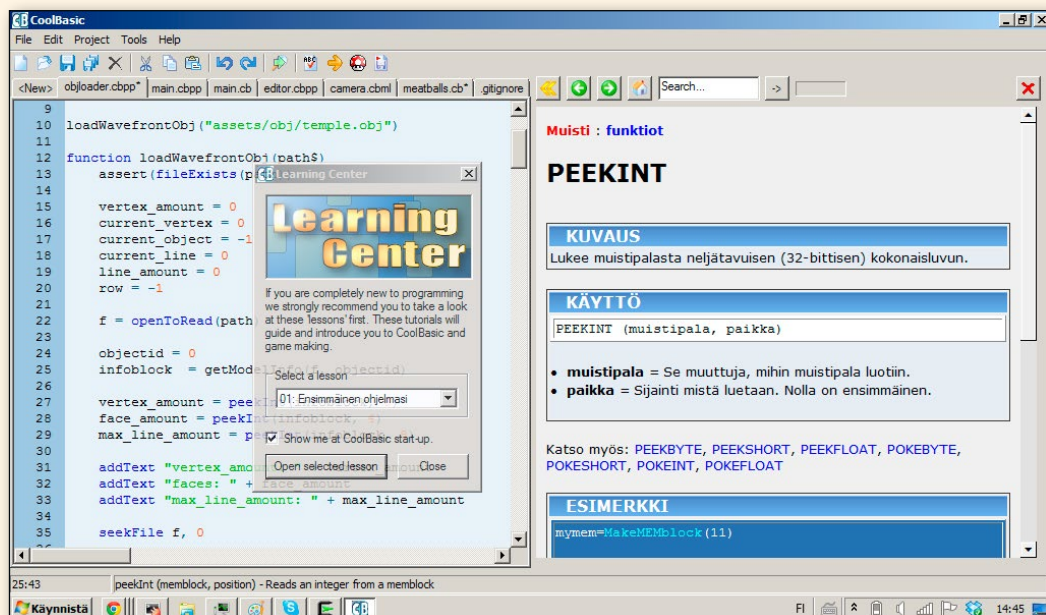 CoolBasic
File Edit Project Tools Help
<New> objloader.cbpp* main.cbpp main.cb editor.cbpp camera.cbml meatballs.cb* .gitignore
9
10 loadWavefrontObj("assets/obj/temple.obj")
11
12 function loadWavefrontObj(path$)
13 assert(fileExists(p
14
15 vertex_amount = 0
16 current_vertex = 0
17 current_object = -1
18 current_line = 0
19 line_amount = 0
20 row = -1
21
22 f = openToRead(path
23
24 objectid = 0
25 infoblock = getModelInfo(f, objectid)
26
27 vertex_amount = peekInt
28 face_amount = peekInt(infoblock, 4)
29 max_line_amount = peekInt(infoblock,
30
31 addText "vertex_amount
32 addText "faces: " + face_amount
33 addText "max_line_amount: " + max_line_amount
34
35 seekFile f, 0
Learning Center
Learning
Center
If you are completely new to programming
we strongly recommend you to take a look
at these 'lessons' first. These tutorials will
guide and introduce you to CoolBasic and
game making.
Select a lesson
01: Ensimmäinen ohjelmasi
Show me at CoolBasic start-up.
Open selected lesson Close
Search... ->
Muisti : funktiot
PEEKINT
KUVAUS
Lukee muistipalasta neljätavuisen (32-bittisen) kokonaisluvun.
KÄYTTÖ
PEEKINT (muistipala, paikka)
• muistipala = Se muuttuja, mihin muistipala luotiin.
• paikka = Sijainti mistä luetaan. Nolla on ensimmäinen.
Katso myös: PEEKBYTE, PEEKSHORT, PEEKFLOAT, POKEBYTE,
POKESHORT, POKEINT, POKEFLOAT
ESIMERKKI
mymem=MakeMEMblock(11)
25:43 peekInt (memblock, position) - Reads an integer from a memblock
Käynnistä FI 14:45